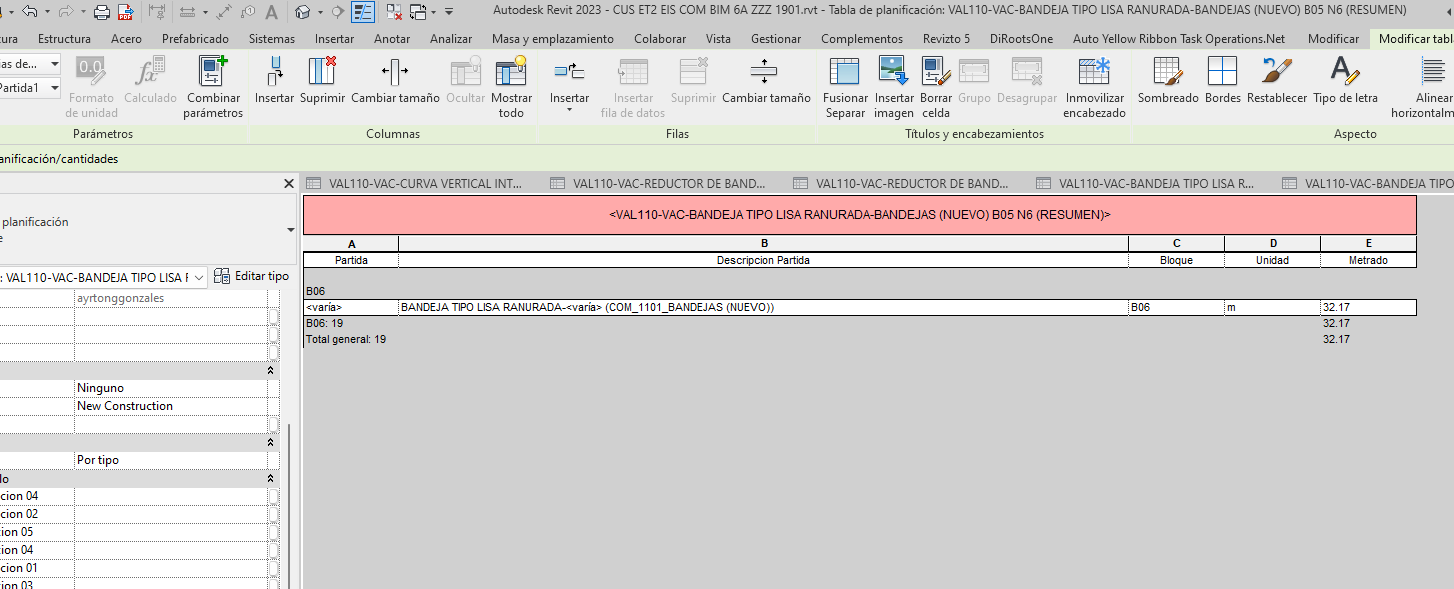 Autodesk Revit 2023 - CUS ET2 EIS COM BIM 6A ZZZ 1901.rvt - Tabla de planificación: VAL110-VAC-BANDEJA TIPO LISA RANURADA-BANDEJAS (NUEVO) B05 N6 (RESUMEN)
tura Estructura Acero Prefabricado Sistemas Insertar Anotar Analizar Masa y emplazamiento Colaborar Vista Gestionar Complementos Revizto 5 DiRootsOne Auto Yellow Ribbon Task Operations.Net Modificar Modificar tabl
as de...
Partida1
0.0
Formato de unidad
fx
Calculado
Combinar parámetros
Insertar
Suprimir
Cambiar tamaño
Ocultar
Mostrar todo
Insertar
Insertar fila de datos
Suprimir
Cambiar tamaño
Fusionar Separar
Insertar imagen
Borrar celda
Grupo
Desagrupar
Inmovilizar encabezado
Sombreado
Bordes
Restablecer
Tipo de letra
Alinear horizontalm
Parámetros Columnas Filas Títulos y encabezamientos Aspecto
anificación/cantidades
VAL110-VAC-CURVA VERTICAL INT... VAL110-VAC-REDUCTOR DE BAND... VAL110-VAC-REDUCTOR DE BAND... VAL110-VAC-BANDEJA TIPO LISA R... VAL110-VAC-BANDEJA TIPO
planificación
e
: VAL110-VAC-BANDEJA TIPO LISA Editar tipo
ayrtonggonzales
Ninguno
New Construction
Por tipo
lo
cion 04
cion 02
cion 05
cion 04
cion 01
cion 03
<VAL110-VAC-BANDEJA TIPO LISA RANURADA-BANDEJAS (NUEVO) B05 N6 (RESUMEN)>
A B C D E
Partida Descripcion Partida Bloque Unidad Metrado
B06
<varía> BANDEJA TIPO LISA RANURADA-<varía> (COM_1101_BANDEJAS (NUEVO)) B06 m 32.17
B06: 19 32.17
Total general: 19 32.17